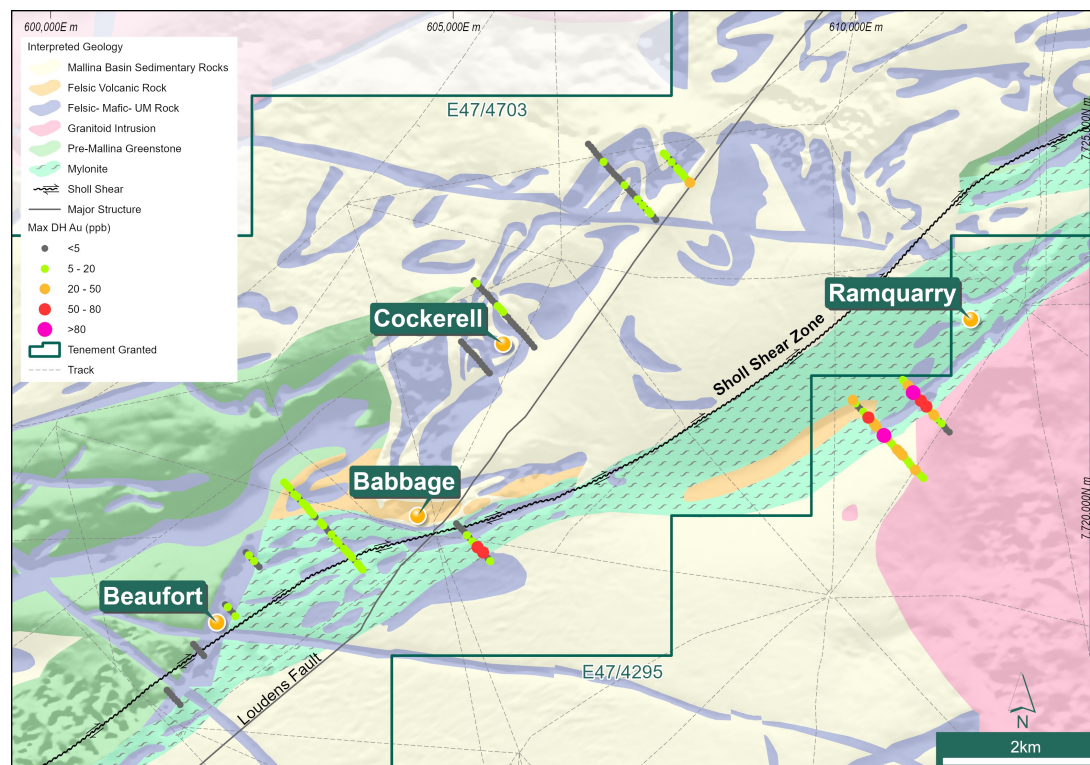 600,000E m
605,000E m
610,000E m
Interpreted Geology
Mallina Basin Sedimentary Rocks
Felsic Volcanic Rock
Felsic- Mafic- UM Rock
Granitoid Intrusion
Pre-Mallina Greenstone
Mylonite
Sholl Shear
Major Structure
Max DH Au (ppb)
<5
5 - 20
20 - 50
50 - 80
>80
Tenement Granted
Track
E47/4703
7,725,000N m
Ramquarry
Cockerell
Sholl Shear Zone
Babbage
7,720,000N m
Beaufort
Loudens Fault
E47/4295
N
2km